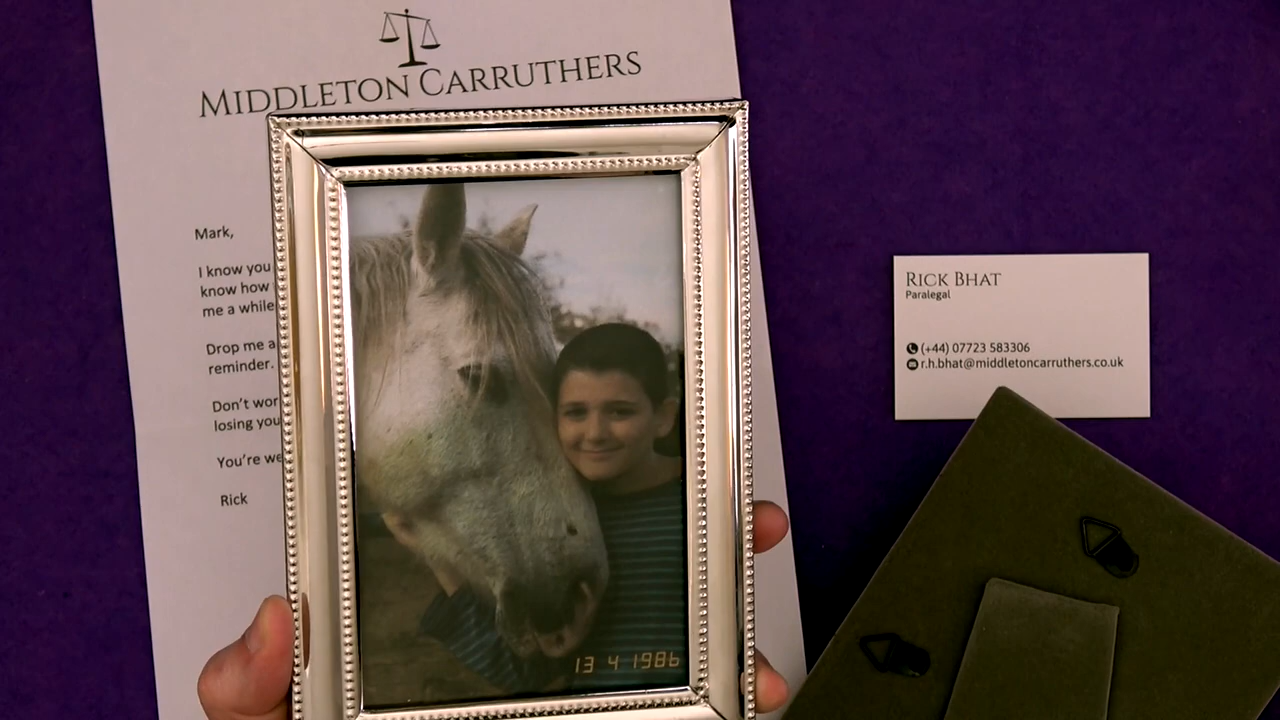 MIDDLETON CARRUTHERS
Mark,
I know you
know how
me a while
Drop me a
reminder.
Don't wor
losing you
You're we
Rick
13 4 1986
RICK BHAT
Paralegal
(+44) 07723 583306
r.h.bhat@middletoncarruthers.co.uk